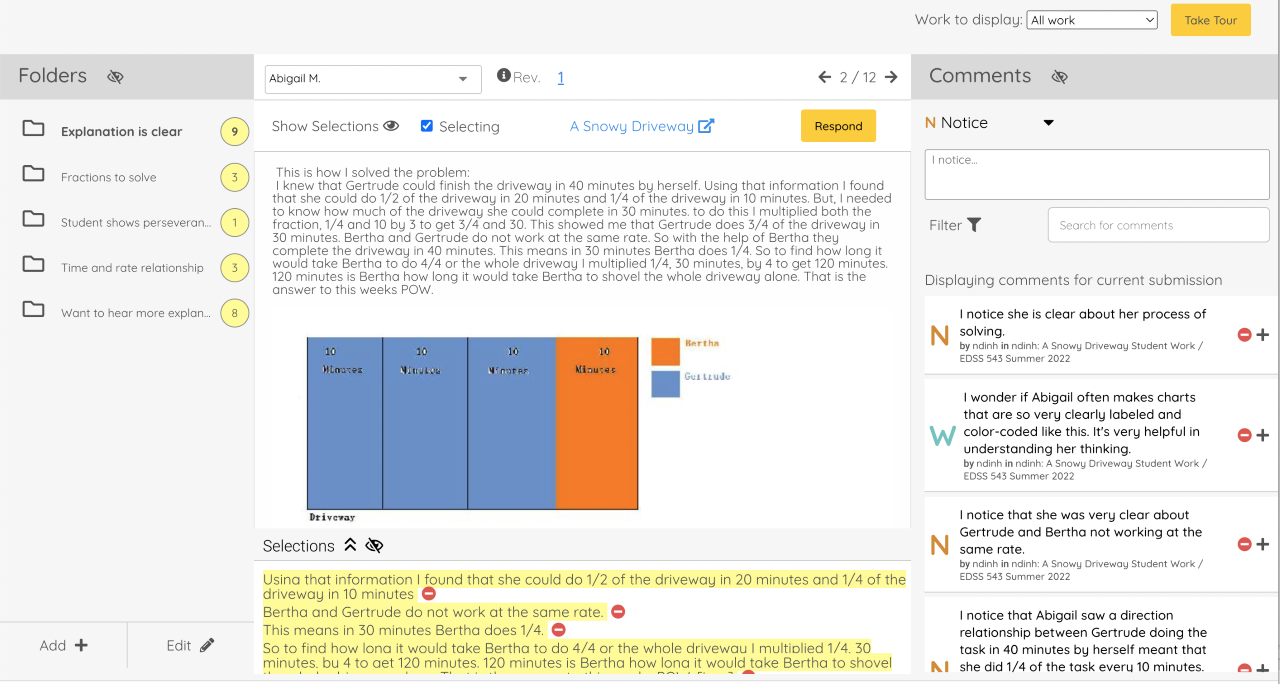 Work to display: All work
Take Tour
Folders
Explanation is clear 9
Fractions to solve 3
Student shows perseveran... 1
Time and rate relationship 3
Want to hear more explan... 8
Add
Edit
Abigail M.
Rev. 1
2 / 12
Show Selections
Selecting
A Snowy Driveway
Respond
This is how I solved the problem:
I knew that Gertrude could finish the driveway in 40 minutes by herself. Using that information I found
that she could do 1/2 of the driveway in 20 minutes and 1/4 of the driveway in 10 minutes. But, I needed
to know how much of the driveway she could complete in 30 minutes. to do this I multiplied both the
fraction, 1/4 and 10 by 3 to get 3/4 and 30. This showed me that Gertrude does 3/4 of the driveway in
30 minutes. Bertha and Gertrude do not work at the same rate. So with the help of Bertha they
complete the driveway in 40 minutes. This means in 30 minutes Bertha does 1/4. So to find how long it
would take Bertha to do 4/4 or the whole driveway I multiplied 1/4, 30 minutes, by 4 to get 120 minutes.
120 minutes is Bertha how long it would take Bertha to shovel the whole driveway alone. That is the
answer to this weeks POW.
10 10 10 10
Minutes Minutes Minutes Minutes
Bertha
Gertrude
Driveway
Selections
Using that information I found that she could do 1/2 of the driveway in 20 minutes and 1/4 of the
driveway in 10 minutes
Bertha and Gertrude do not work at the same rate.
This means in 30 minutes Bertha does 1/4.
So to find how long it would take Bertha to do 4/4 or the whole driveway I multiplied 1/4, 30
minutes, by 4 to get 120 minutes. 120 minutes is Bertha how long it would take Bertha to shovel
Comments
N Notice
I notice...
Filter
Search for comments
Displaying comments for current submission
N
I notice she is clear about her process of
solving.
by ndinh in ndinh: A Snowy Driveway Student Work /
EDSS 543 Summer 2022
W
I wonder if Abigail often makes charts
that are so very clearly labeled and
color-coded like this. It's very helpful in
understanding her thinking.
by ndinh in ndinh: A Snowy Driveway Student Work /
EDSS 543 Summer 2022
N
I notice that she was very clear about
Gertrude and Bertha not working at the
same rate.
by ndinh in ndinh: A Snowy Driveway Student Work /
EDSS 543 Summer 2022
N
I notice that Abigail saw a direction
relationship between Gertrude doing the
task in 40 minutes by herself meant that
she did 1/4 of the task every 10 minutes.